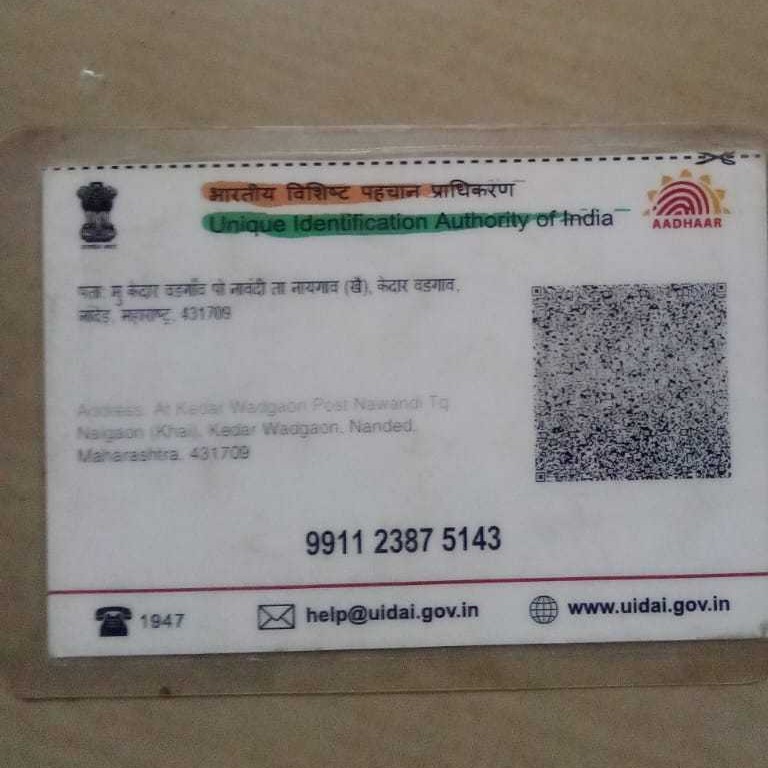 भारतीय विशिष्ट पहचान प्राधिकरण
Unique Identification Authority of India
AADHAAR
पता: मु केदार वडगाँव पो नावंदी ता नायगाव (खै), केदार वडगाव,
नांदेड़, महाराष्ट्र, 431709
Address: At Kedar Wadgaon Post Nawandi Tq
Naigaon (Khai), Kedar Wadgaon, Nanded,
Maharashtra, 431709
9911 2387 5143
1947
help@uidai.gov.in
www.uidai.gov.in